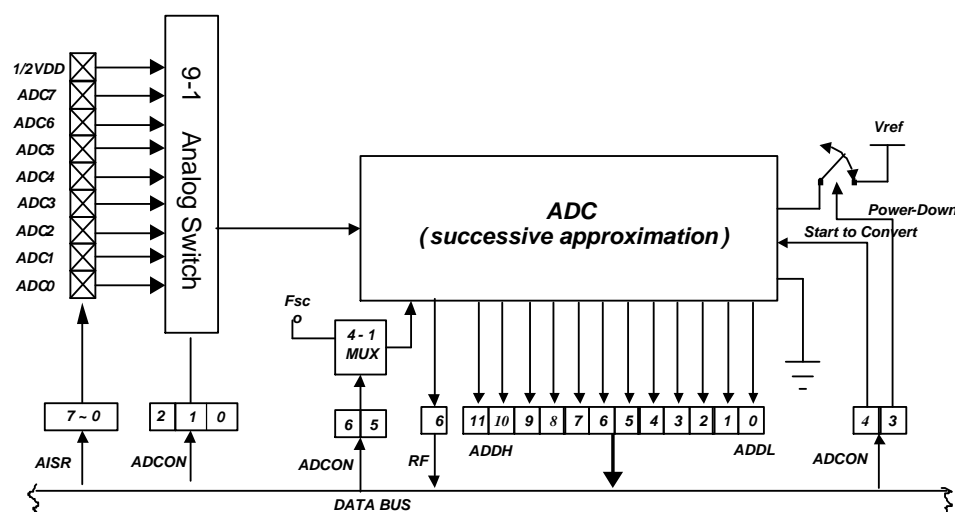 1/2VDD
ADC7
ADC6
ADC5
ADC4
ADC3
ADC2
ADC1
ADC0
9-1 Analog Switch
ADC
(successive approximation)
Vref
Power-Down
Start to Convert
Fsc
o
4-1
MUX
7~0
2 1 0
6 5
6
11 10 9 8 7 6 5 4 3 2 1 0
4 3
AISR
ADCON
ADCON
RF
ADDH
ADDL
ADCON
DATA BUS